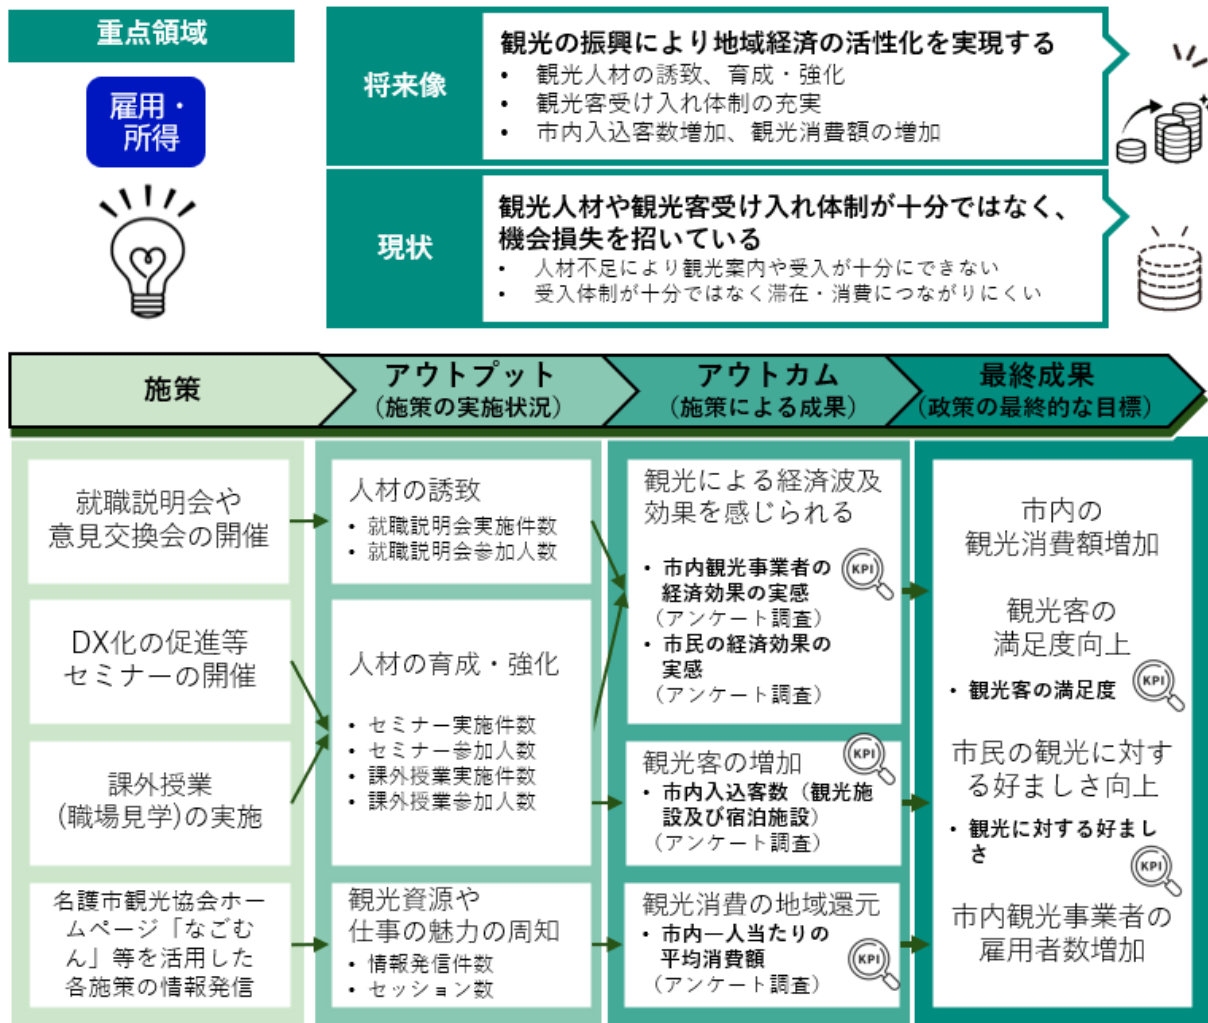 重点領域
雇用・
所得
将来像
観光の振興により地域経済の活性化を実現する
• 観光人材の誘致、育成・強化
• 観光客受け入れ体制の充実
• 市内入込客数増加、観光消費額の増加
現状
観光人材や観光客受け入れ体制が十分ではなく、
機会損失を招いている
• 人材不足により観光案内や受入が十分にできない
• 受入体制が十分ではなく滞在・消費につながりにくい
施策
アウトプット
(施策の実施状況)
アウトカム
(施策による成果)
最終成果
(政策の最終的な目標)
就職説明会や
意見交換会の開催
DX化の促進等
セミナーの開催
課外授業
(職場見学)の実施
名護市観光協会ホー
ムページ「なごむ
ん」等を活用した
各施策の情報発信
人材の誘致
• 就職説明会実施件数
• 就職説明会参加人数
人材の育成・強化
• セミナー実施件数
• セミナー参加人数
• 課外授業実施件数
• 課外授業参加人数
観光資源や
仕事の魅力の周知
• 情報発信件数
• セッション数
観光による経済波及
効果を感じられる
• 市内観光事業者の
経済効果の実感
(アンケート調査)
• 市民の経済効果の
実感
(アンケート調査)
KPI
観光客の増加
• 市内入込客数（観光施
設及び宿泊施設）
(アンケート調査)
KPI
観光消費の地域還元
• 市内一人当たりの
平均消費額
(アンケート調査)
KPI
市内の
観光消費額増加
観光客の
満足度向上
• 観光客の満足度
KPI
市民の観光に対す
る好ましさ向上
• 観光に対する好まし
さ
KPI
市内観光事業者の
雇用者数増加